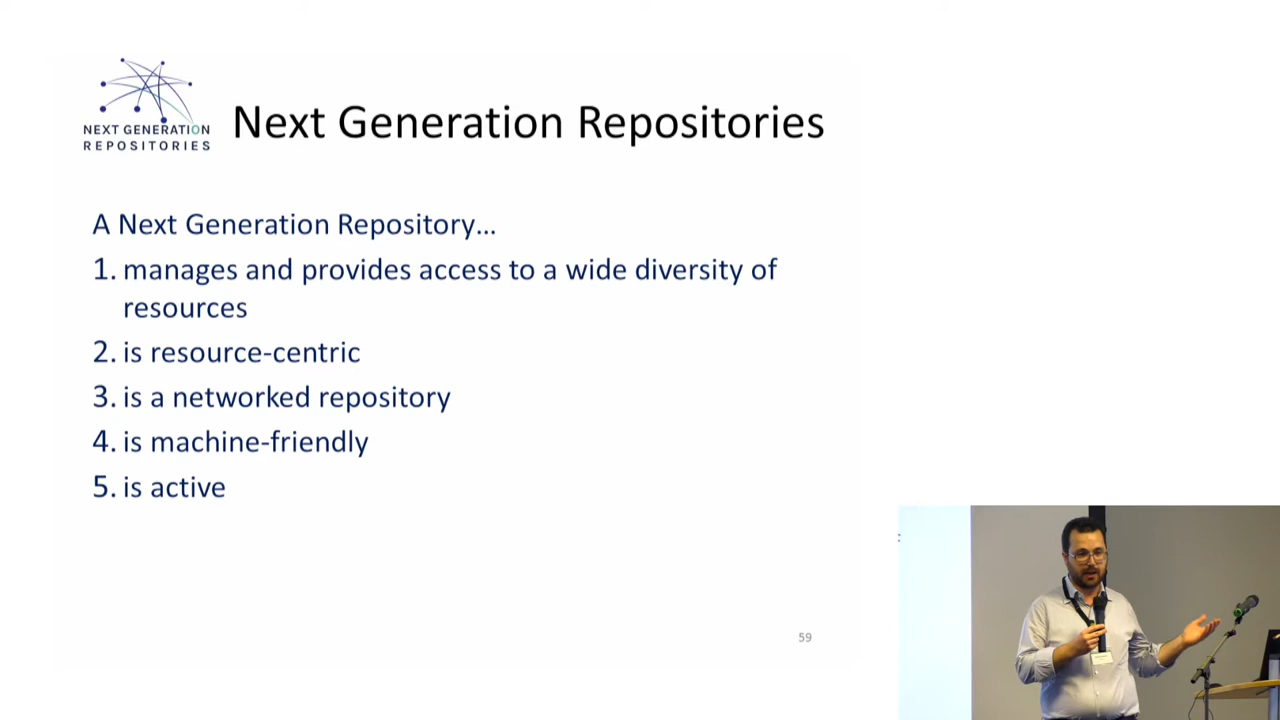 NEXT GENERATION
REPOSITORIES
Next Generation Repositories
A Next Generation Repository...
1. manages and provides access to a wide diversity of
resources
2. is resource-centric
3. is a networked repository
4. is machine-friendly
5. is active
59